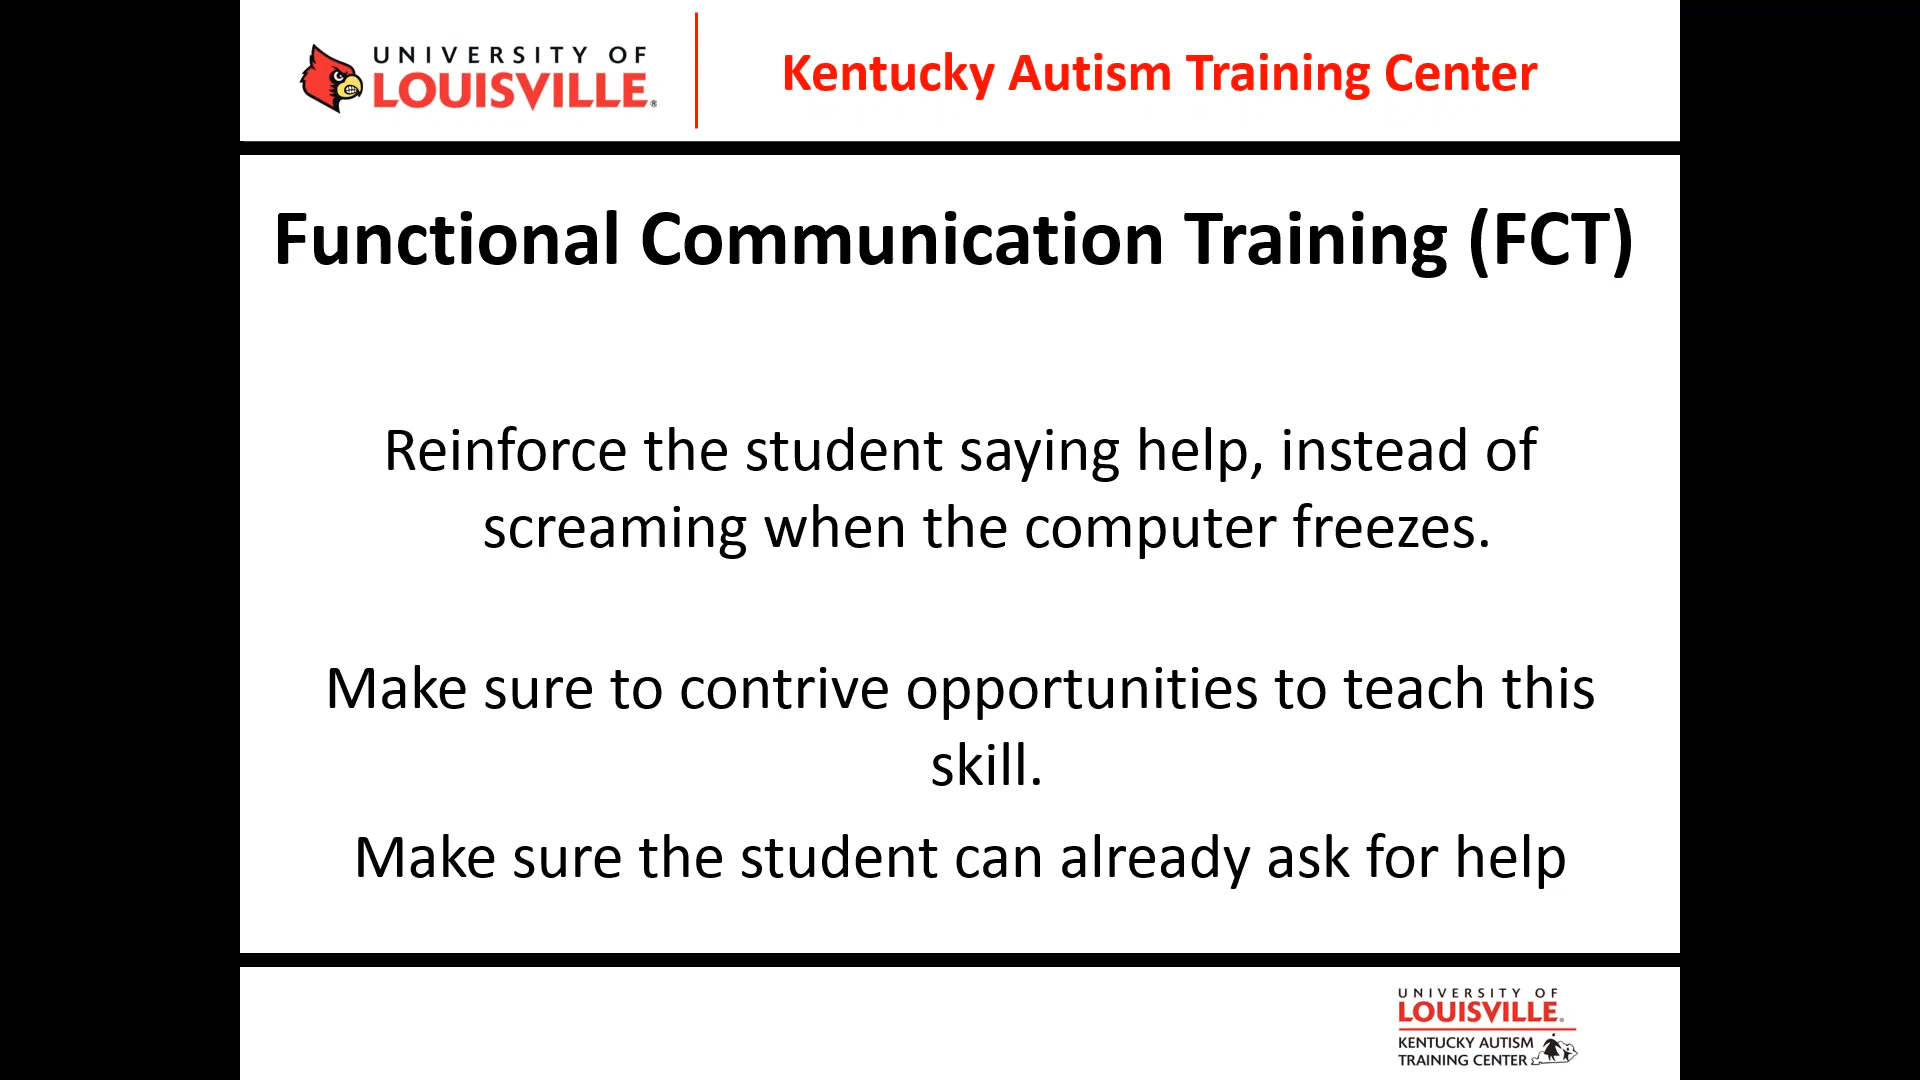 UNIVERSITY OF
LOUISVILLE®
Kentucky Autism Training Center
Functional Communication Training (FCT)
Reinforce the student saying help, instead of
screaming when the computer freezes.
Make sure to contrive opportunities to teach this
skill.
Make sure the student can already ask for help
UNIVERSITY OF
LOUISVILLE®
KENTUCKY AUTISM
TRAINING CENTER